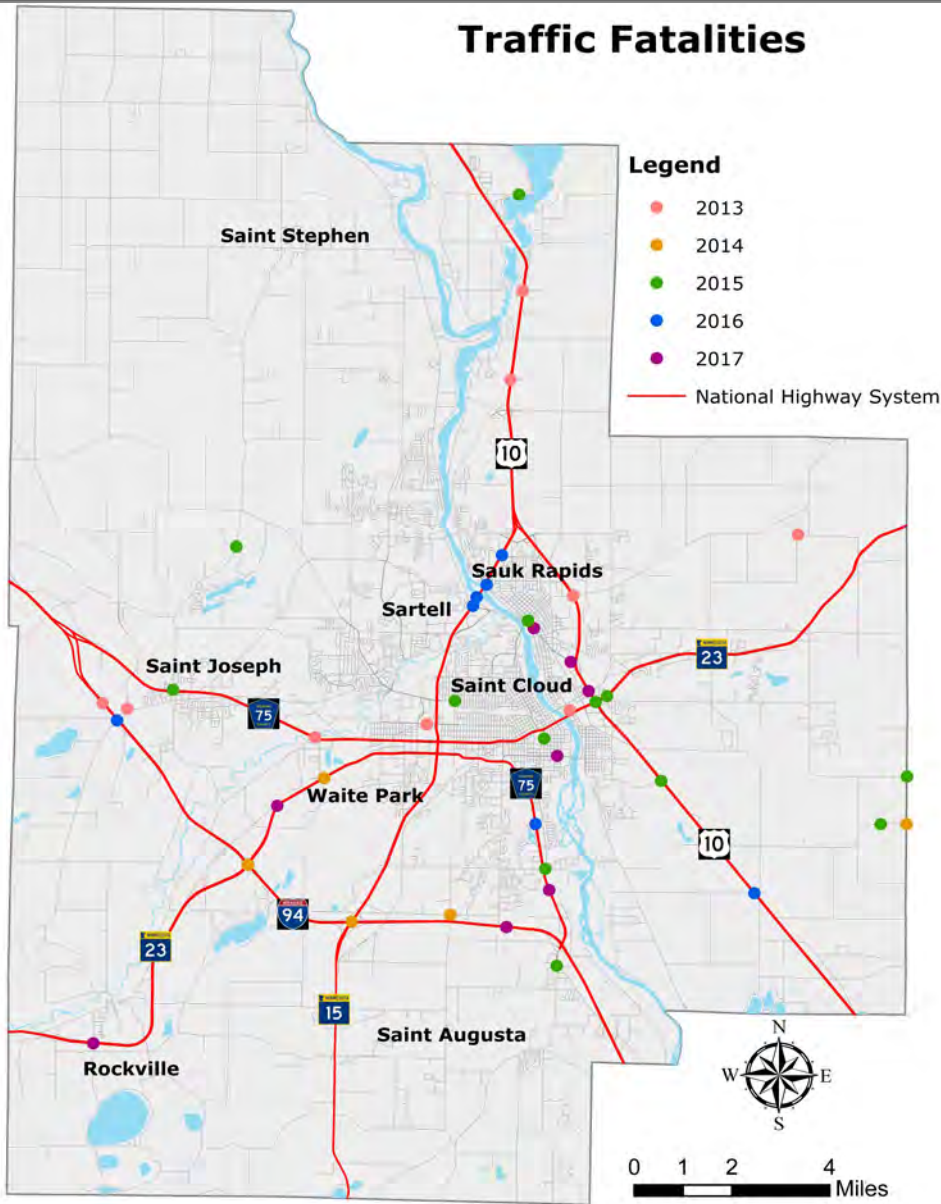 Traffic Fatalities
Legend
2013
2014
2015
2016
2017
National Highway System
Saint Stephen
10
Sauk Rapids
Sartell
23
Saint Joseph
Saint Cloud
75
75
Waite Park
10
94
23
15
Saint Augusta
Rockville
N
W E
S
0 1 2 4
Miles